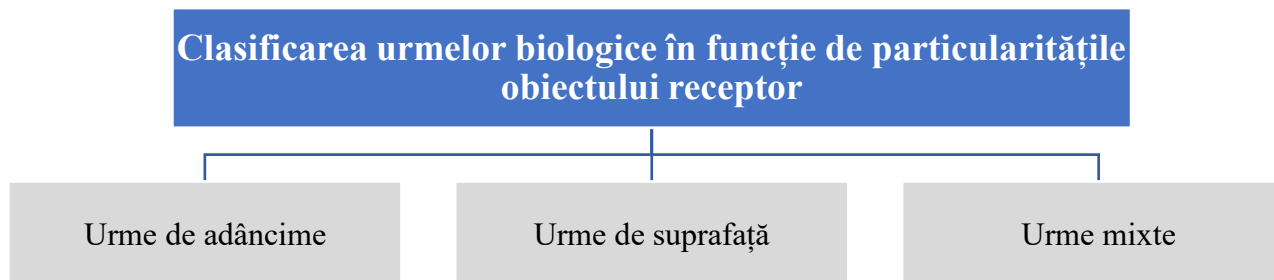 Clasificarea urmelor biologice în funcție de particularitățile
obiectului receptor
Urme de adâncime
Urme de suprafață
Urme mixte